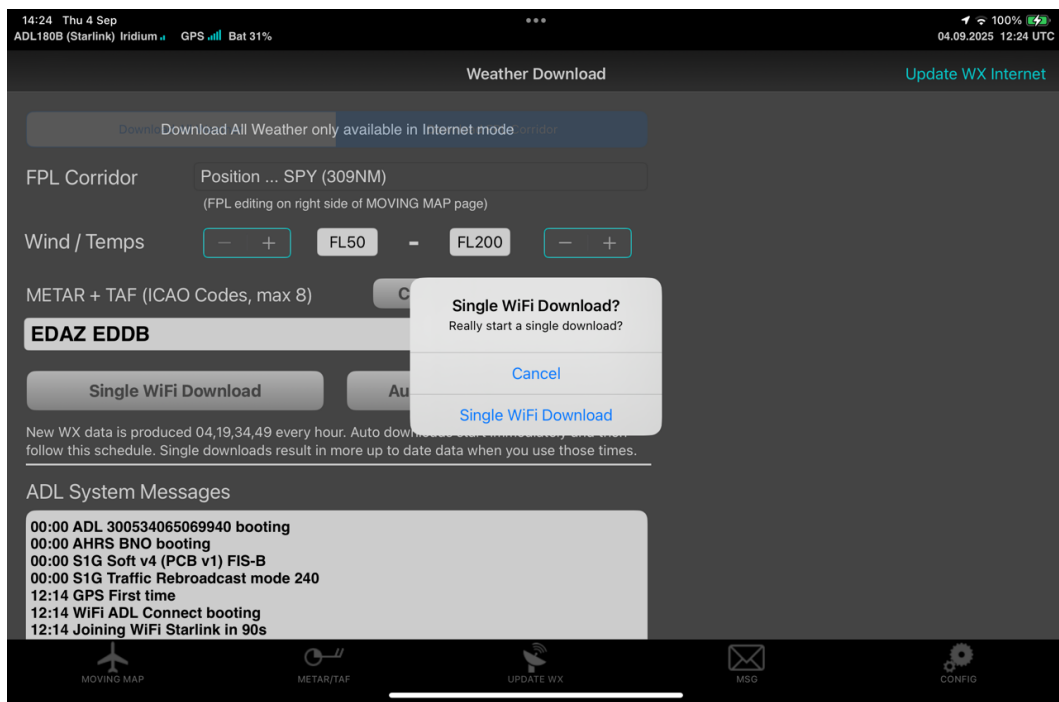 14:24 Thu 4 Sep
100%
ADL180B (Starlink) Iridium GPS Bat 31%
04.09.2025 12:24 UTC
Weather Download
Update WX Internet
Download All Weather only available in Internet mode
Corridor
FPL Corridor
Position ... SPY (309NM)
(FPL editing on right side of MOVING MAP page)
Wind / Temps
− +
FL50
-
FL200
− +
METAR + TAF (ICAO Codes, max 8)
C
EDAZ EDDB
Single WiFi Download?
Really start a single download?
Cancel
Single WiFi Download
Single WiFi Download
Au
New WX data is produced 04,19,34,49 every hour. Auto downloads start immediately and then
follow this schedule. Single downloads result in more up to date data when you use those times.
ADL System Messages
00:00 ADL 300534065069940 booting
00:00 AHRS BNO booting
00:00 S1G Soft v4 (PCB v1) FIS-B
00:00 S1G Traffic Rebroadcast mode 240
12:14 GPS First time
12:14 WiFi ADL Connect booting
12:14 Joining WiFi Starlink in 90s
MOVING MAP
METAR/TAF
UPDATE WX
MSG
CONFIG